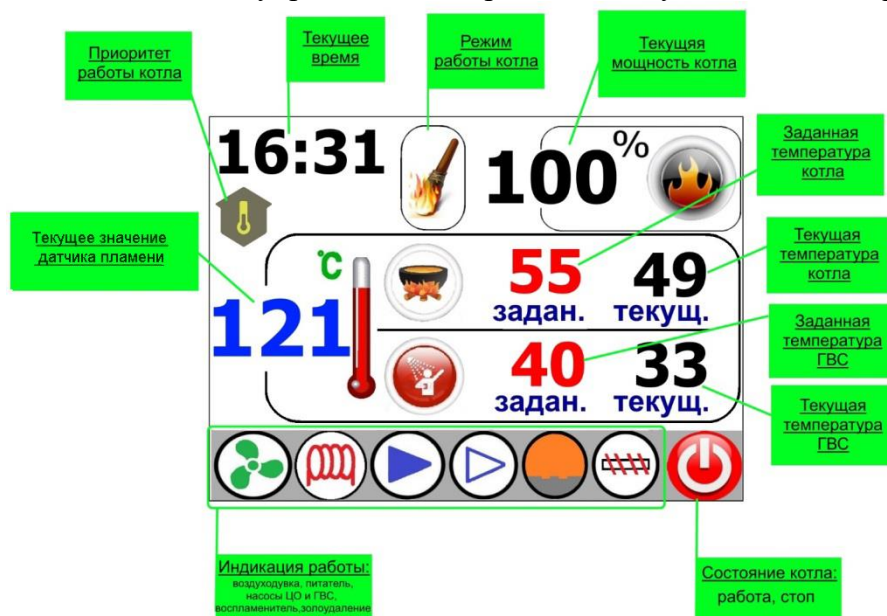 Приоритет
работы котла
Текущее
время
Режим
работы котла
Текущяя
мощность котла
16:31
100%
Заданная
температура
котла
Текущее значение
датчика пламени
°C
121
55
задан.
49
текущ.
Текущая
температура
котла
40
задан.
33
текущ.
Заданная
температура
ГВС
Текущая
температура
ГВС
Индикация работы:
воздуходувка, питатель,
насосы ЦО и ГВС,
воспламенитель,золоудаление
Состояние котла:
работа, стоп